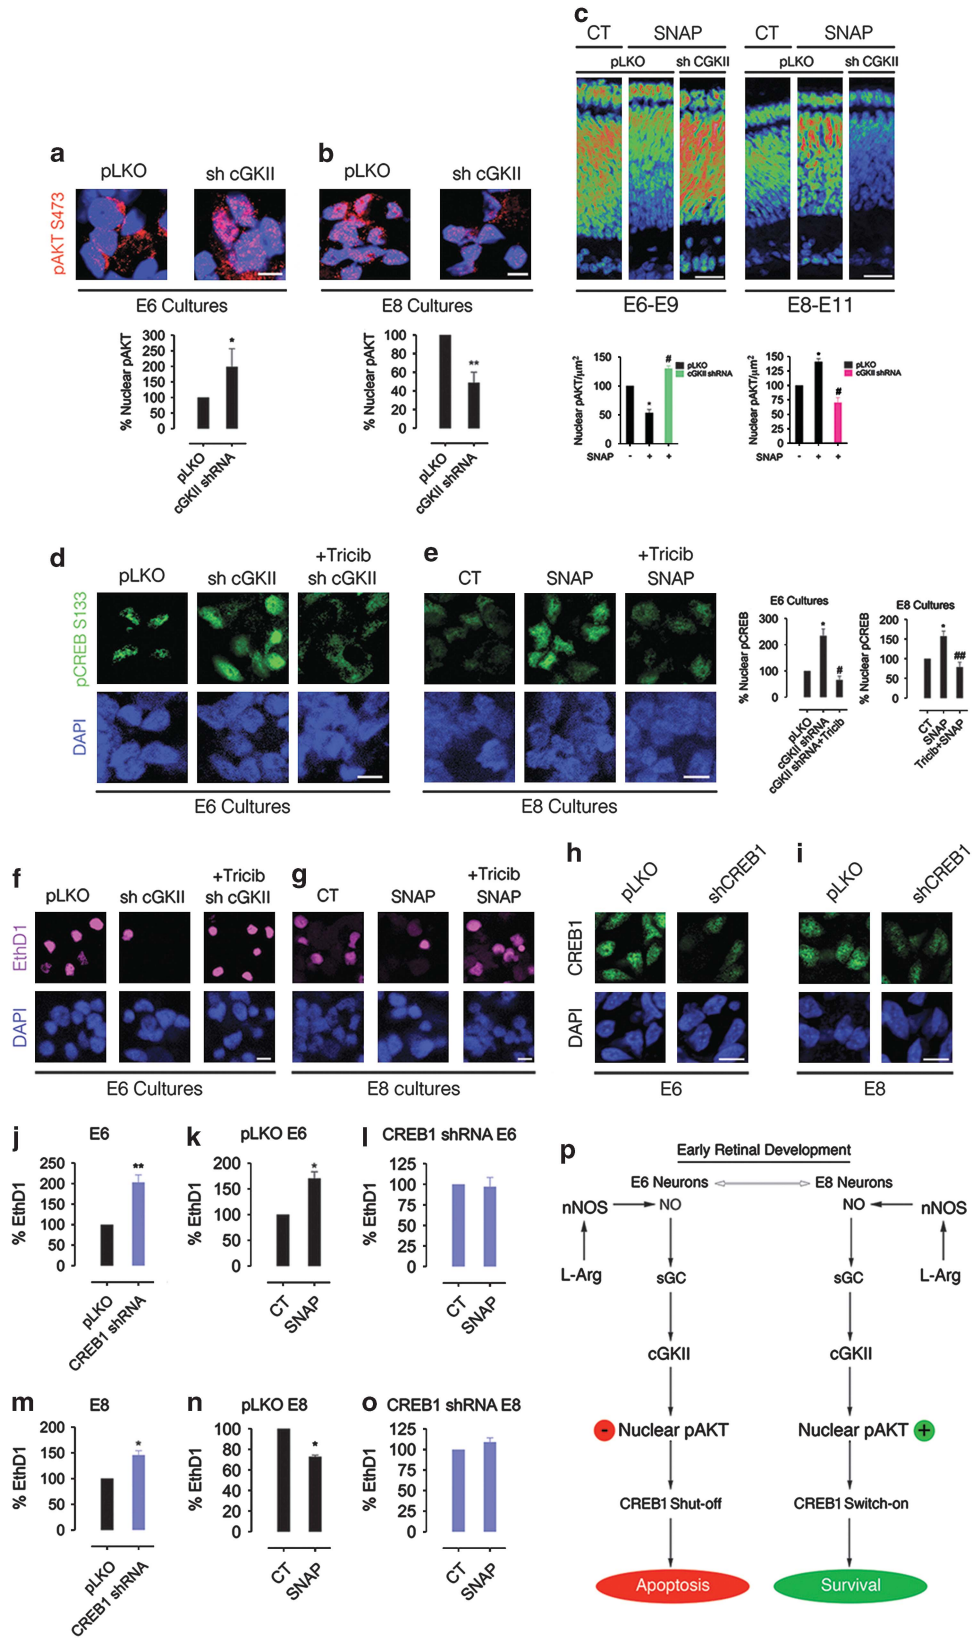 a
pLKO
sh cGKII
pAKT S473
E6 Cultures
% Nuclear pAKT
300
250
200
150
100
50
0
*
pLKO
cGKII shRNA
b
pLKO
sh cGKII
E8 Cultures
% Nuclear pAKT
100
80
60
40
20
0
**
pLKO
cGKII shRNA
c
CT
SNAP
CT
SNAP
pLKO
sh CGKII
pLKO
sh CGKII
E6-E9
E8-E11
Nuclear pAKT/μm²
150
100
50
0
*
#
pLKO
cGKII shRNA
SNAP
-
+
+
Nuclear pAKT/μm²
150
125
100
75
50
25
0
*
#
pLKO
cGKII shRNA
SNAP
-
+
+
d
pLKO
sh cGKII
+Tricib
sh cGKII
pCREB S133
DAPI
E6 Cultures
e
CT
SNAP
+Tricib
SNAP
E8 Cultures
E6 Cultures
% Nuclear pCREB
300
200
100
0
*
#
pLKO
cGKII shRNA
cGKII shRNA+Tricib
E8 Cultures
% Nuclear pCREB
200
150
100
50
0
*
##
CT
SNAP
Tricib+SNAP
f
pLKO
sh cGKII
+Tricib
sh cGKII
EthD1
DAPI
E6 Cultures
g
CT
SNAP
+Tricib
SNAP
E8 cultures
h
pLKO
shCREB1
CREB1
DAPI
E6
i
pLKO
shCREB1
E8
j
E6
% EthD1
250
200
150
100
50
0
**
pLKO
CREB1 shRNA
k
pLKO E6
% EthD1
200
150
100
50
0
*
CT
SNAP
l
CREB1 shRNA E6
% EthD1
125
100
75
50
25
0
CT
SNAP
m
E8
% EthD1
200
150
100
50
0
*
pLKO
CREB1 shRNA
n
pLKO E8
% EthD1
100
80
60
40
20
0
*
CT
SNAP
o
CREB1 shRNA E8
% EthD1
125
100
75
50
25
0
CT
SNAP
p
Early Retinal Development
E6 Neurons
E8 Neurons
nNOS
NO
NO
nNOS
L-Arg
sGC
sGC
L-Arg
cGKII
cGKII
- Nuclear pAKT
Nuclear pAKT +
CREB1 Shut-off
CREB1 Switch-on
Apoptosis
Survival